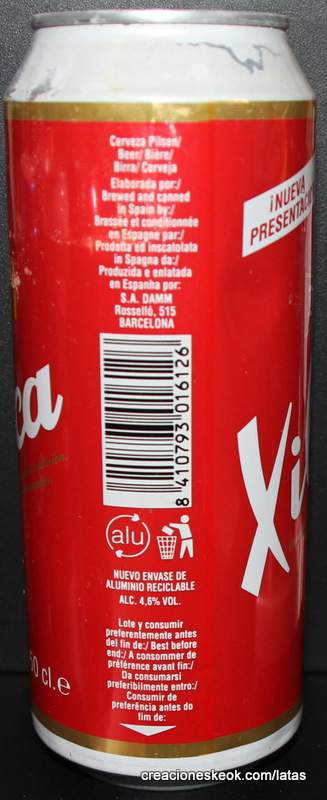 Cerveza Pilsen/
Beer/ Bière/
Birra/ Cerveja
Elaborada por:/
Brewed and canned
in Spain by:/
Brassée et conditionnée
en Espagne par:/
Prodotta ed inscatolata
in Spagna da:/
Produzida e enlatada
en Espanha por:
S.A. DAMM
Rosselló, 515
BARCELONA
¡NUEVA
PRESENTACIÓ
ca
Xi
8 410793 016126
alu
NUEVO ENVASE DE
ALUMINIO RECICLABLE
ALC. 4,6% VOL.
50 cl.e
Lote y consumir
preferentemente antes
del fin de:/ Best before
end:/ A consommer de
préférence avant fin:/
Da consumarsi
preferibilmente entro:/
Consumir de
preferência antes do
fim de:
creacioneskeok.com/latas